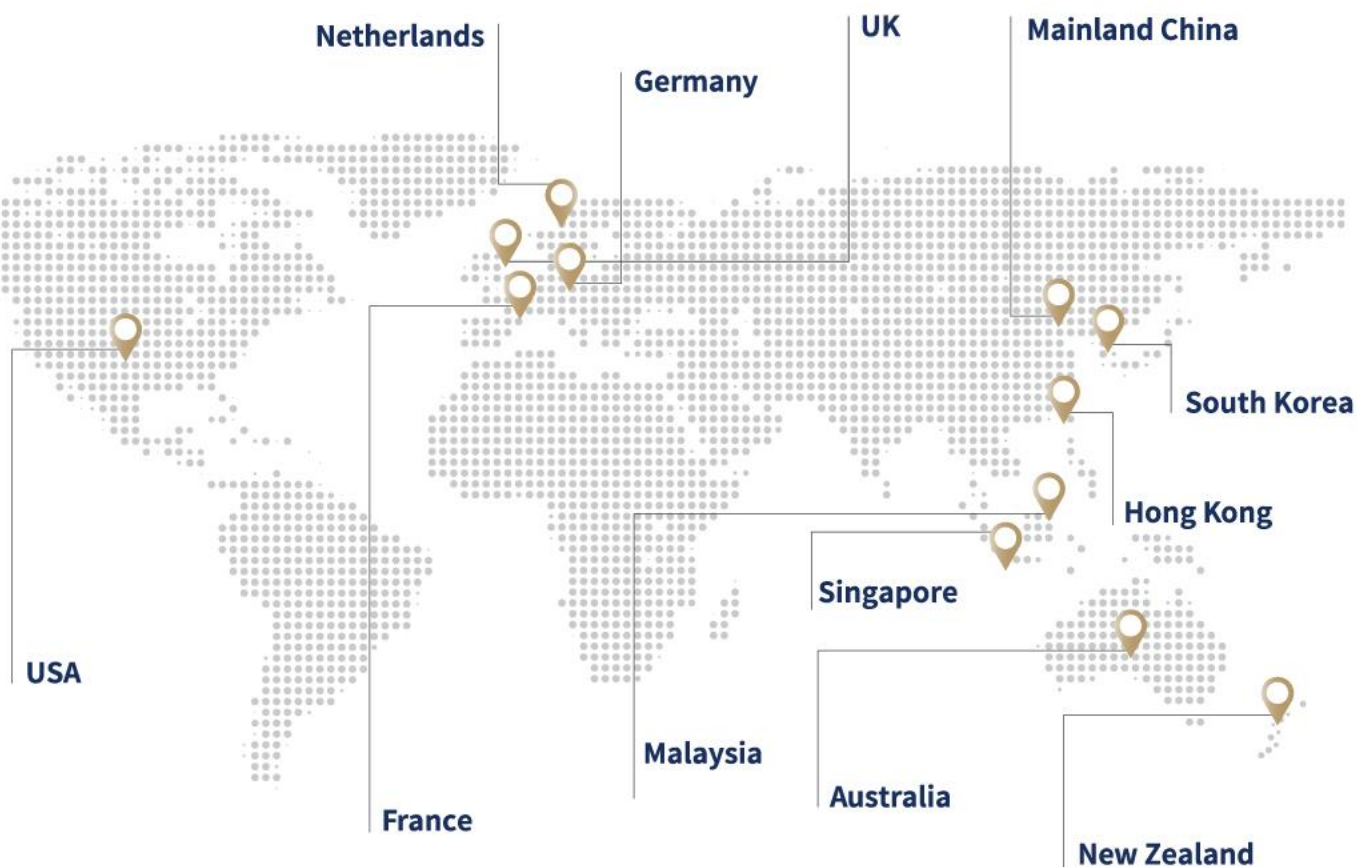 Netherlands
UK
Mainland China
Germany
South Korea
Hong Kong
Singapore
USA
Malaysia
Australia
France
New Zealand